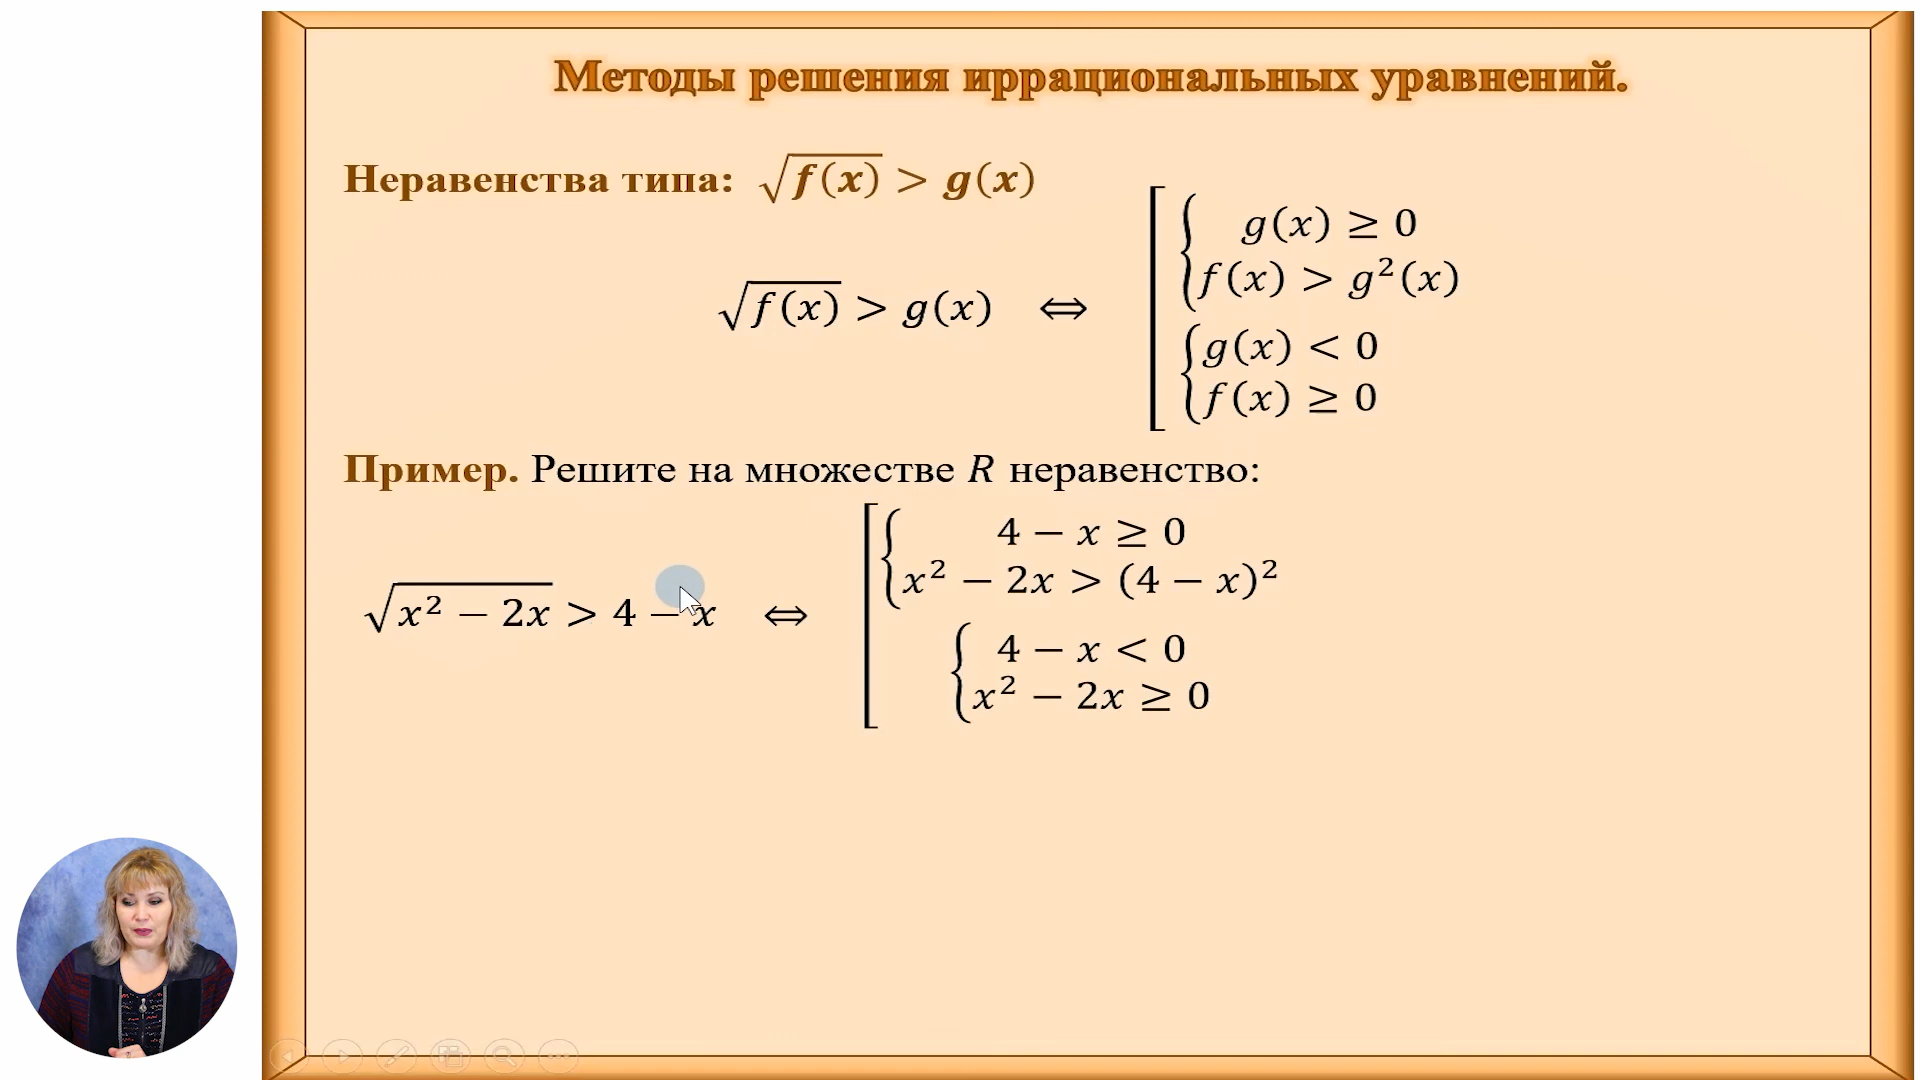 Методы решения иррациональных уравнений.
Неравенства типа: √f(x) > g(x)
√f(x) > g(x) ⇔
g(x) ≥ 0
f(x) > g²(x)
g(x) < 0
f(x) ≥ 0
Пример. Решите на множестве R неравенство:
√x² − 2x > 4 − x ⇔
4 − x ≥ 0
x² − 2x > (4 − x)²
4 − x < 0
x² − 2x ≥ 0